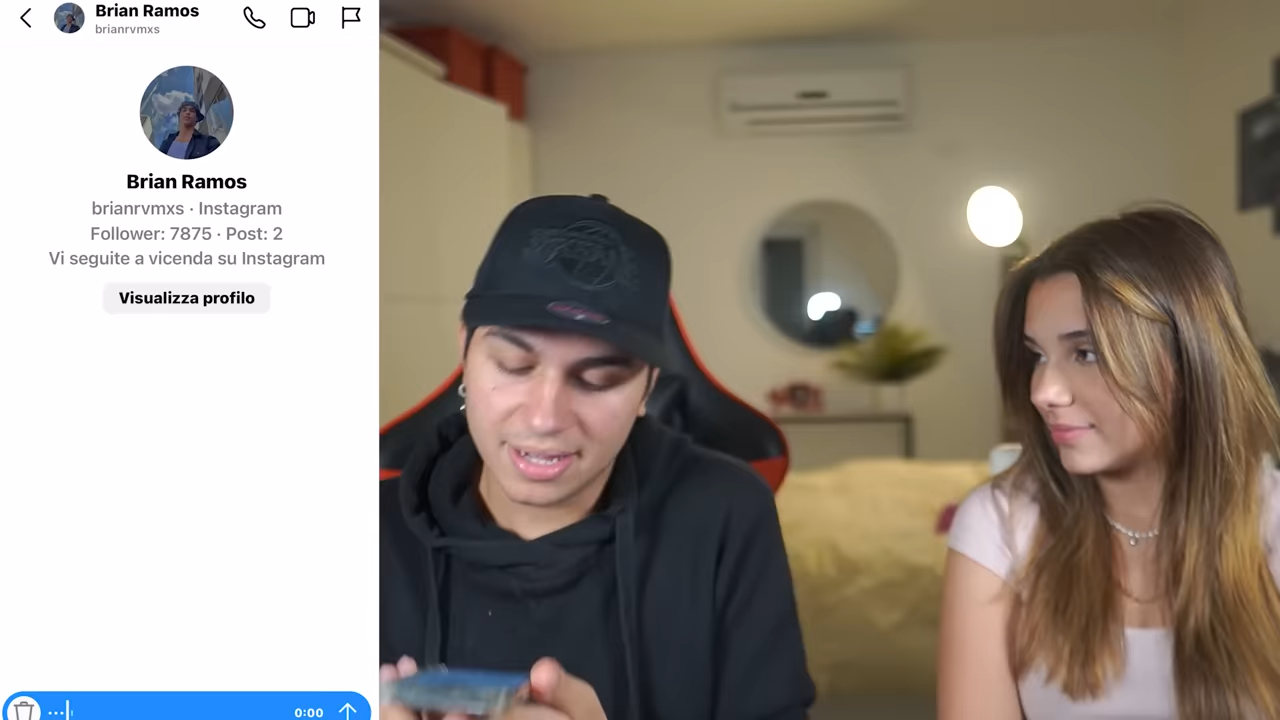 Brian Ramos
brianrvmxs
Brian Ramos
brianrvmxs · Instagram
Follower: 7875 · Post: 2
Vi seguite a vicenda su Instagram
Visualizza profilo
0:00